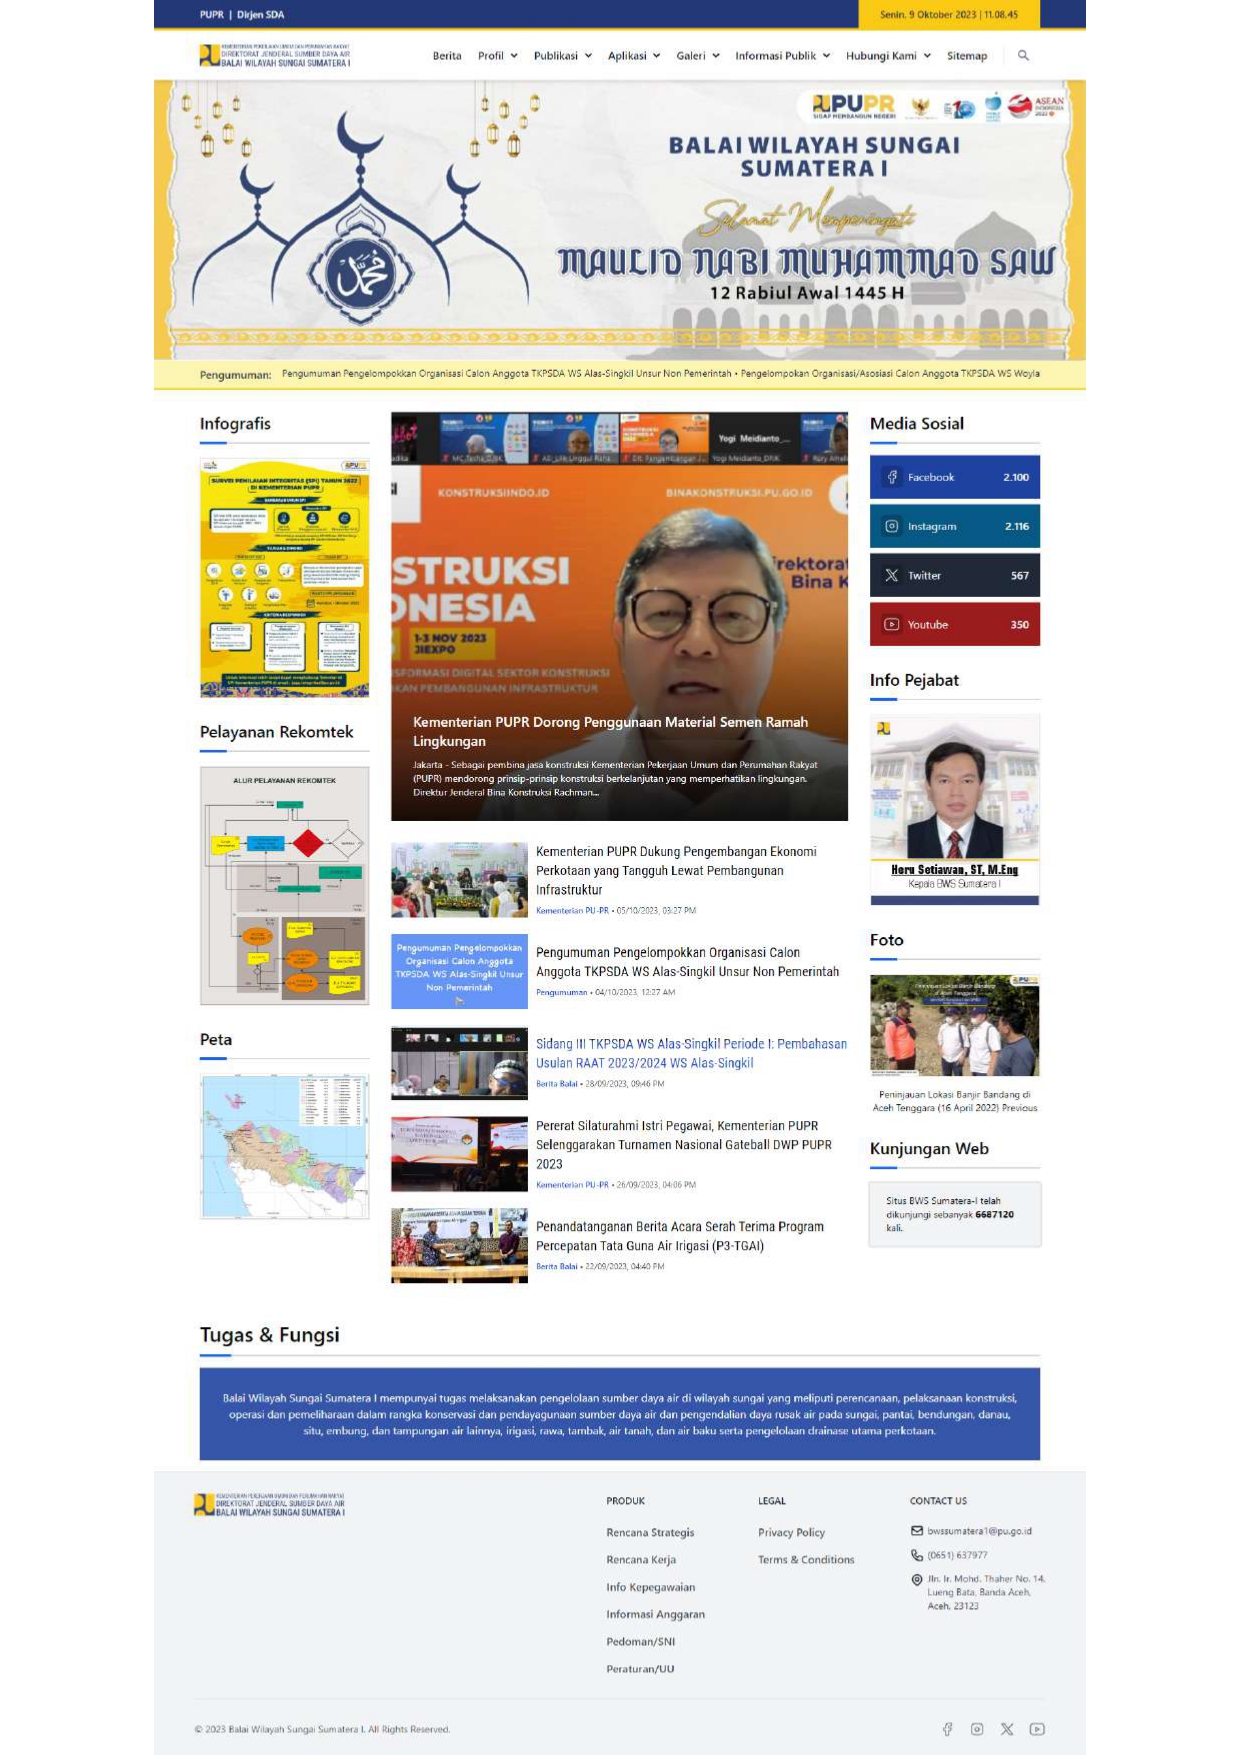 PUPR | Dirjen SDA
Senin, 9 Oktober 2023 | 11.08.45
DIREKTORAT JENDERAL SUMBER DAYA AIR
BALAI WILAYAH SUNGAI SUMATERA I
Berita Profil Publikasi Aplikasi Galeri Informasi Publik Hubungi Kami Sitemap
PUPR
SIGAP MEMBANGUN NEGERI
ASEAN
BALAI WILAYAH SUNGAI
SUMATERA I
Selamat Memperingati
MAULID NABI MUHAMMAD SAW
12 Rabiul Awal 1445 H
Pengumuman: Pengumuman Pengelompokkan Organisasi Calon Anggota TKPSDA WS Alas-Singkil Unsur Non Pemerintah • Pengelompokan Organisasi/Asosiasi Calon Anggota TKPSDA WS Woyla
Infografis
SURVEI PENILAIAN INTEGRITAS (SPI) TAHUN 2022
DI KEMENTERIAN PUPR
Pelayanan Rekomtek
ALUR PELAYANAN REKOMTEK
Peta
Yogi Meidianto_...
Yogi Meidianto_DPJK
KONSTRUKSIINDO.ID
BINAKONSTRUKSI.PU.GO.ID
STRUKSI
ONESIA
rektorat
Bina K
1-3 NOV 2023
JIEXPO
SFORMASI DIGITAL SEKTOR KONSTRUKSI
KAN PEMBANGUNAN INFRASTRUKTUR
Kementerian PUPR Dorong Penggunaan Material Semen Ramah
Lingkungan
Jakarta - Sebagai pembina jasa konstruksi Kementerian Pekerjaan Umum dan Perumahan Rakyat
(PUPR) mendorong prinsip-prinsip konstruksi berkelanjutan yang memperhatikan lingkungan.
Direktur Jenderal Bina Konstruksi Rachman...
Kementerian PUPR Dukung Pengembangan Ekonomi
Perkotaan yang Tangguh Lewat Pembangunan
Infrastruktur
Kementerian PU-PR • 05/10/2023, 03:27 PM
Pengumuman Pengelompokkan
Organisasi Calon Anggota
TKPSDA WS Alas-Singkil Unsur
Non Pemerintah
Pengumuman Pengelompokkan Organisasi Calon
Anggota TKPSDA WS Alas-Singkil Unsur Non Pemerintah
Pengumuman • 04/10/2023, 12:27 AM
Sidang III TKPSDA WS Alas-Singkil Periode I: Pembahasan
Usulan RAAT 2023/2024 WS Alas-Singkil
Berita Balai • 28/09/2023, 09:46 PM
Pererat Silaturahmi Istri Pegawai, Kementerian PUPR
Selenggarakan Turnamen Nasional Gateball DWP PUPR
2023
Kementerian PU-PR • 26/09/2023, 04:06 PM
Penandatanganan Berita Acara Serah Terima Program
Percepatan Tata Guna Air Irigasi (P3-TGAI)
Berita Balai • 22/09/2023, 04:40 PM
Media Sosial
Facebook 2.100
Instagram 2.116
Twitter 567
Youtube 350
Info Pejabat
Heru Setiawan, ST, M.Eng
Kepala BWS Sumatera I
Foto
Peninjauan Lokasi Banjir Bandang di
Aceh Tenggara (16 April 2022) Previous
Kunjungan Web
Situs BWS Sumatera-I telah
dikunjungi sebanyak 6687120
kali.
Tugas & Fungsi
Balai Wilayah Sungai Sumatera I mempunyai tugas melaksanakan pengelolaan sumber daya air di wilayah sungai yang meliputi perencanaan, pelaksanaan konstruksi,
operasi dan pemeliharaan dalam rangka konservasi dan pendayagunaan sumber daya air dan pengendalian daya rusak air pada sungai, pantai, bendungan, danau,
situ, embung, dan tampungan air lainnya, irigasi, rawa, tambak, air tanah, dan air baku serta pengelolaan drainase utama perkotaan.
DIREKTORAT JENDERAL SUMBER DAYA AIR
BALAI WILAYAH SUNGAI SUMATERA I
PRODUK
Rencana Strategis
Rencana Kerja
Info Kepegawaian
Informasi Anggaran
Pedoman/SNI
Peraturan/UU
LEGAL
Privacy Policy
Terms & Conditions
CONTACT US
bwssumatera1@pu.go.id
(0651) 637977
Jln. Ir. Mohd. Thaher No. 14,
Lueng Bata, Banda Aceh,
Aceh, 23123
© 2023 Balai Wilayah Sungai Sumatera I. All Rights Reserved.